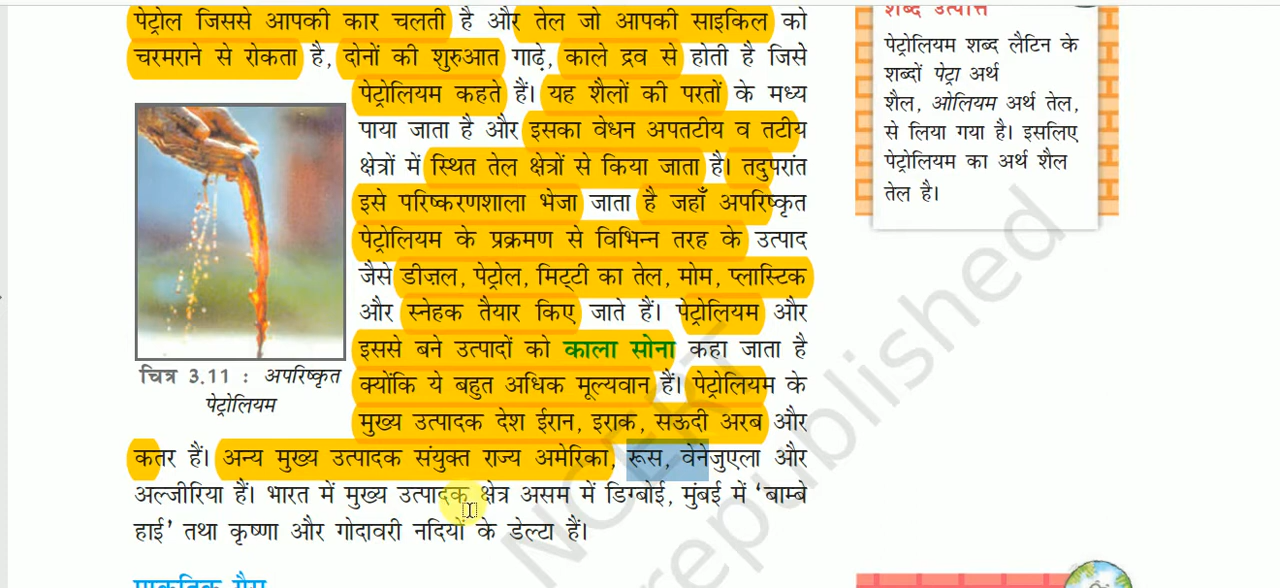 पेट्रोल जिससे आपकी कार चलती है और तेल जो आपकी साइकिल को
चरमराने से रोकता है, दोनों की शुरुआत गाढ़े, काले द्रव से होती है जिसे
पेट्रोलियम कहते हैं। यह शैलों की परतों के मध्य
पाया जाता है और इसका वेधन अपतटीय व तटीय
क्षेत्रों में स्थित तेल क्षेत्रों से किया जाता है। तदुपरांत
इसे परिष्करणशाला भेजा जाता है जहाँ अपरिष्कृत
पेट्रोलियम के प्रक्रमण से विभिन्न तरह के उत्पाद
जैसे डीज़ल, पेट्रोल, मिट्टी का तेल, मोम, प्लास्टिक
और स्नेहक तैयार किए जाते हैं। पेट्रोलियम और
इससे बने उत्पादों को काला सोना कहा जाता है
क्योंकि ये बहुत अधिक मूल्यवान हैं। पेट्रोलियम के
मुख्य उत्पादक देश ईरान, इराक, सऊदी अरब और
कतर हैं। अन्य मुख्य उत्पादक संयुक्त राज्य अमेरिका, रूस, वेनेजुएला और
अल्जीरिया हैं। भारत में मुख्य उत्पादक क्षेत्र असम में डिग्बोई, मुंबई में ‘बाम्बे
हाई’ तथा कृष्णा और गोदावरी नदियों के डेल्टा हैं।
चित्र 3.11 : अपरिष्कृत
पेट्रोलियम
प्राकृतिक गैस
शब्द उत्पत्ति
पेट्रोलियम शब्द लैटिन के
शब्दों पेट्रा अर्थ
शैल, ओलियम अर्थ तेल,
से लिया गया है। इसलिए
पेट्रोलियम का अर्थ शैल
तेल है।
NCERT
republished